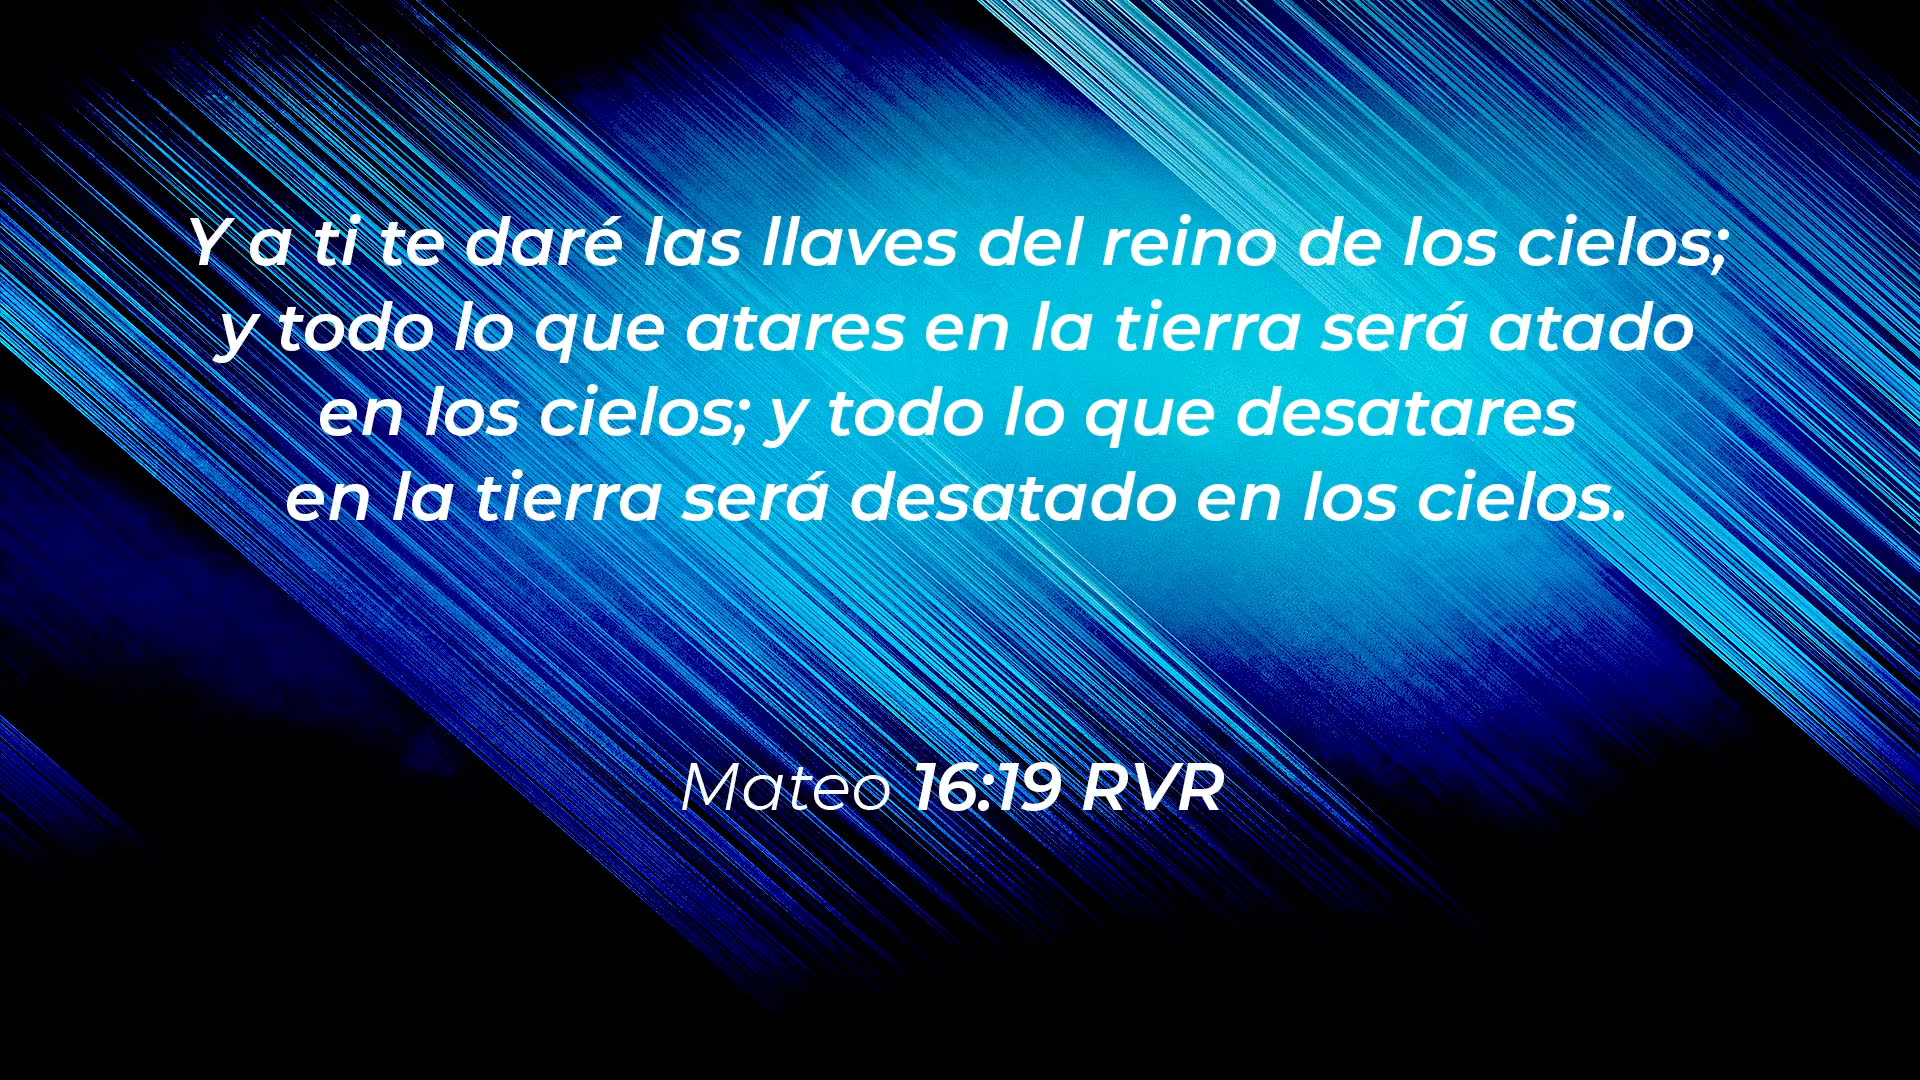 Y a ti te daré las llaves del reino de los cielos;
y todo lo que atares en la tierra será atado
en los cielos; y todo lo que desatares
en la tierra será desatado en los cielos.
Mateo 16:19 RVR